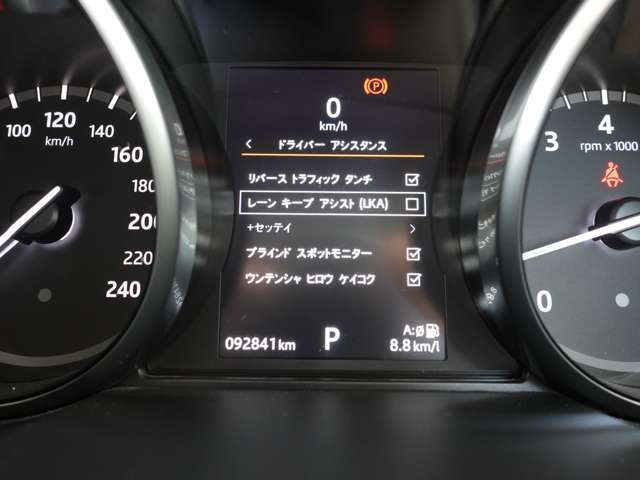 0
km/h
ドライバー アシスタンス
リバース トラフィック タンチ
レーン キープ アシスト (LKA)
+セッテイ
ブラインド スポットモニター
ウンテンシャ ヒロウ ケイコク
092841 km
P
A:Ø
8.8 km/l
100
120
140
km/h
160
180
200
220
240
3
4
rpm x 1000
0